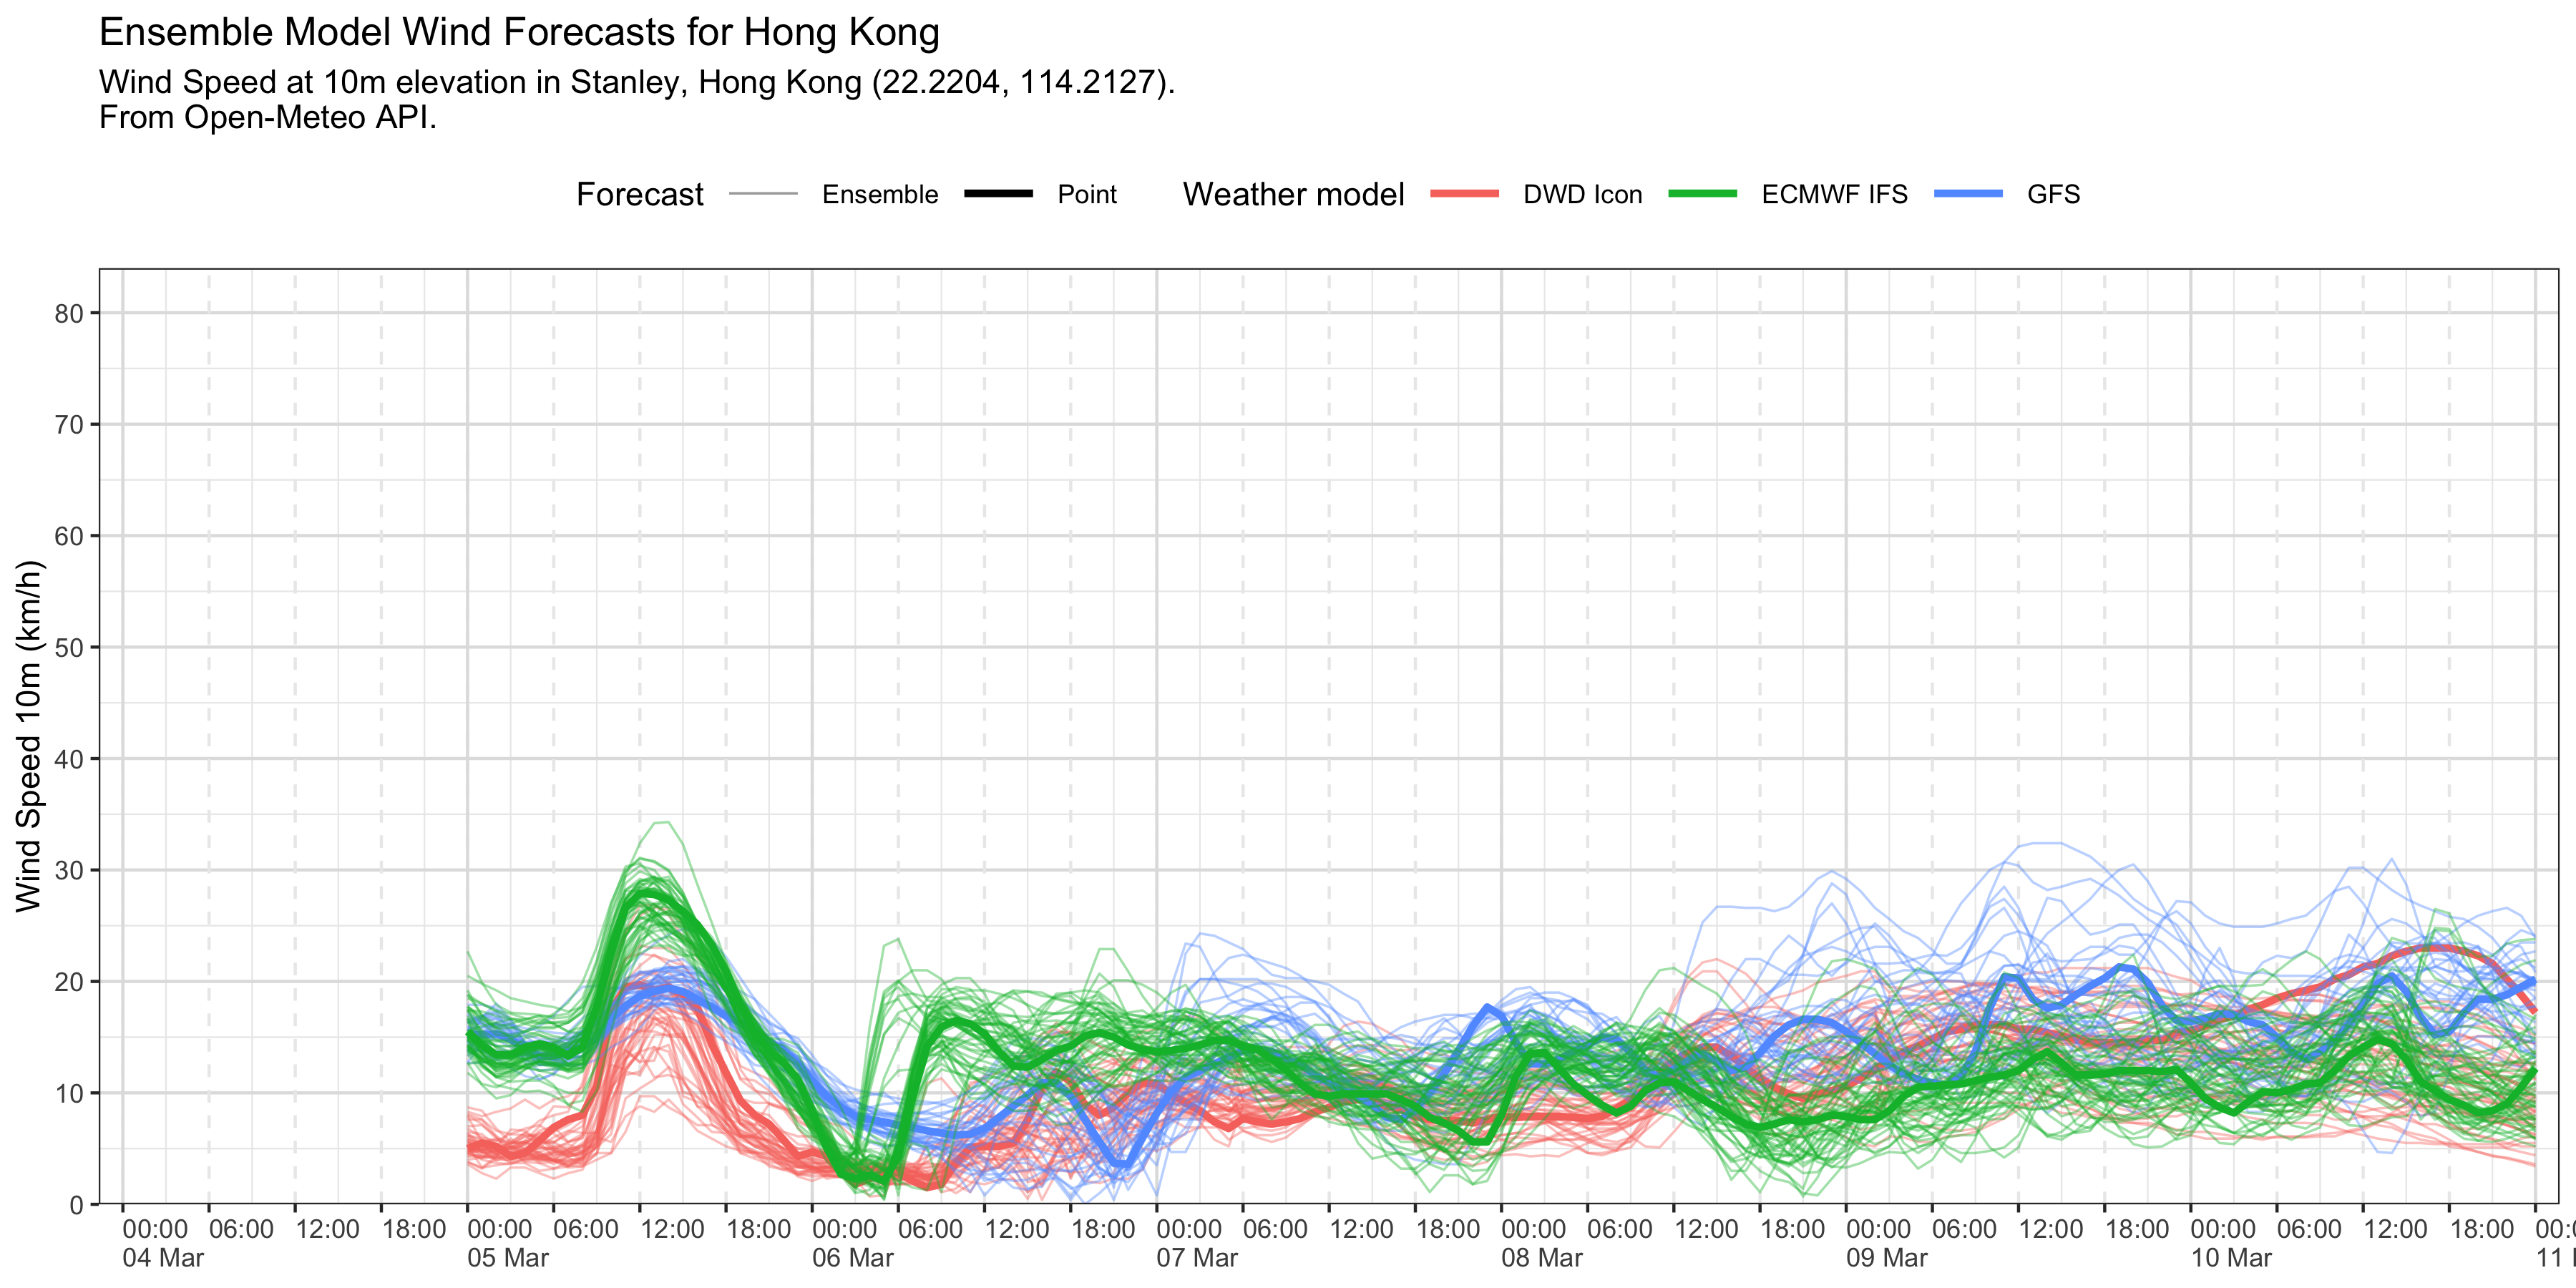 Ensemble Model Wind Forecasts for Hong Kong
Wind Speed at 10m elevation in Stanley, Hong Kong (22.2204, 114.2127).
From Open-Meteo API.
Forecast Ensemble Point Weather model DWD Icon ECMWF IFS GFS
Wind Speed 10m (km/h)
80
70
60
50
40
30
20
10
0
00:00 06:00 12:00 18:00 00:00 06:00 12:00 18:00 00:00 06:00 12:00 18:00 00:00 06:00 12:00 18:00 00:00 06:00 12:00 18:00 00:00 06:00 12:00 18:00 00:00 06:00 12:00 18:00
04 Mar 05 Mar 06 Mar 07 Mar 08 Mar 09 Mar 10 Mar 11